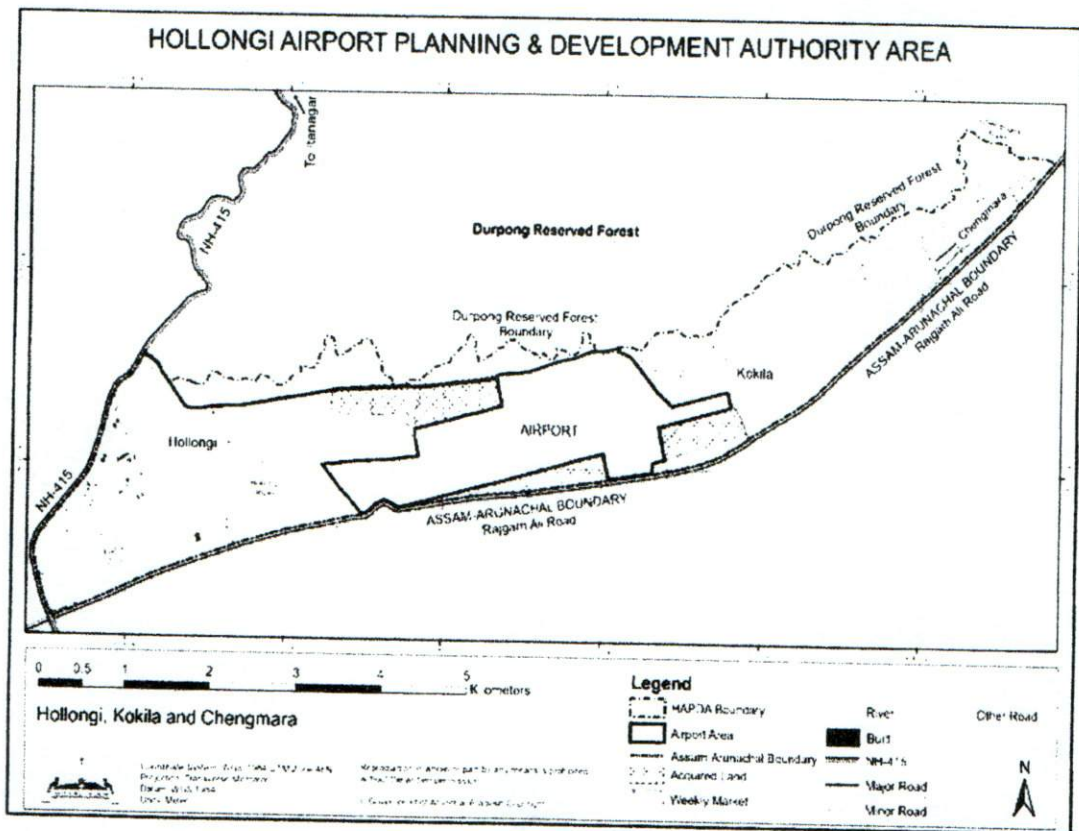 HOLLONGI AIRPORT PLANNING & DEVELOPMENT AUTHORITY AREA
To Itanagar
NH-415
Durpong Reserved Forest
Durpong Reserved Forest
Boundary
Chengmara
ASSAM-ARUNACHAL BOUNDARY
Rajgarh Ali Road
Durpong Reserved Forest
Boundary
Kokila
Hollongi
AIRPORT
NH-415
ASSAM-ARUNACHAL BOUNDARY
Rajgarh Ali Road
0 0.5 1 2 3 4 5
Kilometers
Hollongi, Kokila and Chengmara
Legend
HAPDA Boundary
Airport Area
Assam Arunachal Boundary
Acquired Land
Weekly Market
River
Built
NH-415
Major Road
Minor Road
Other Road
N
Units: Meter